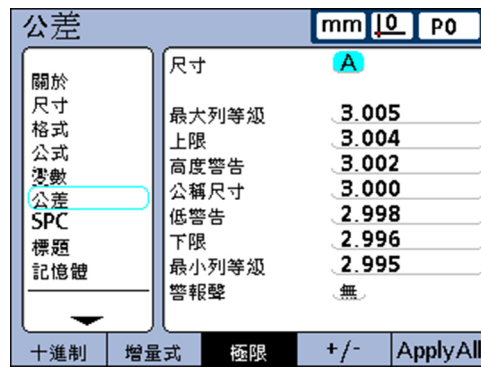 公差 mm P0
關於
尺寸
格式
公式
變數
公差
SPC
標題
記憶體
尺寸 A
最大列等級 3.005
上限 3.004
高度警告 3.002
公稱尺寸 3.000
低警告 2.998
下限 2.996
最小列等級 2.995
警報聲 無
十進制 增量式 極限 +/- ApplyAll